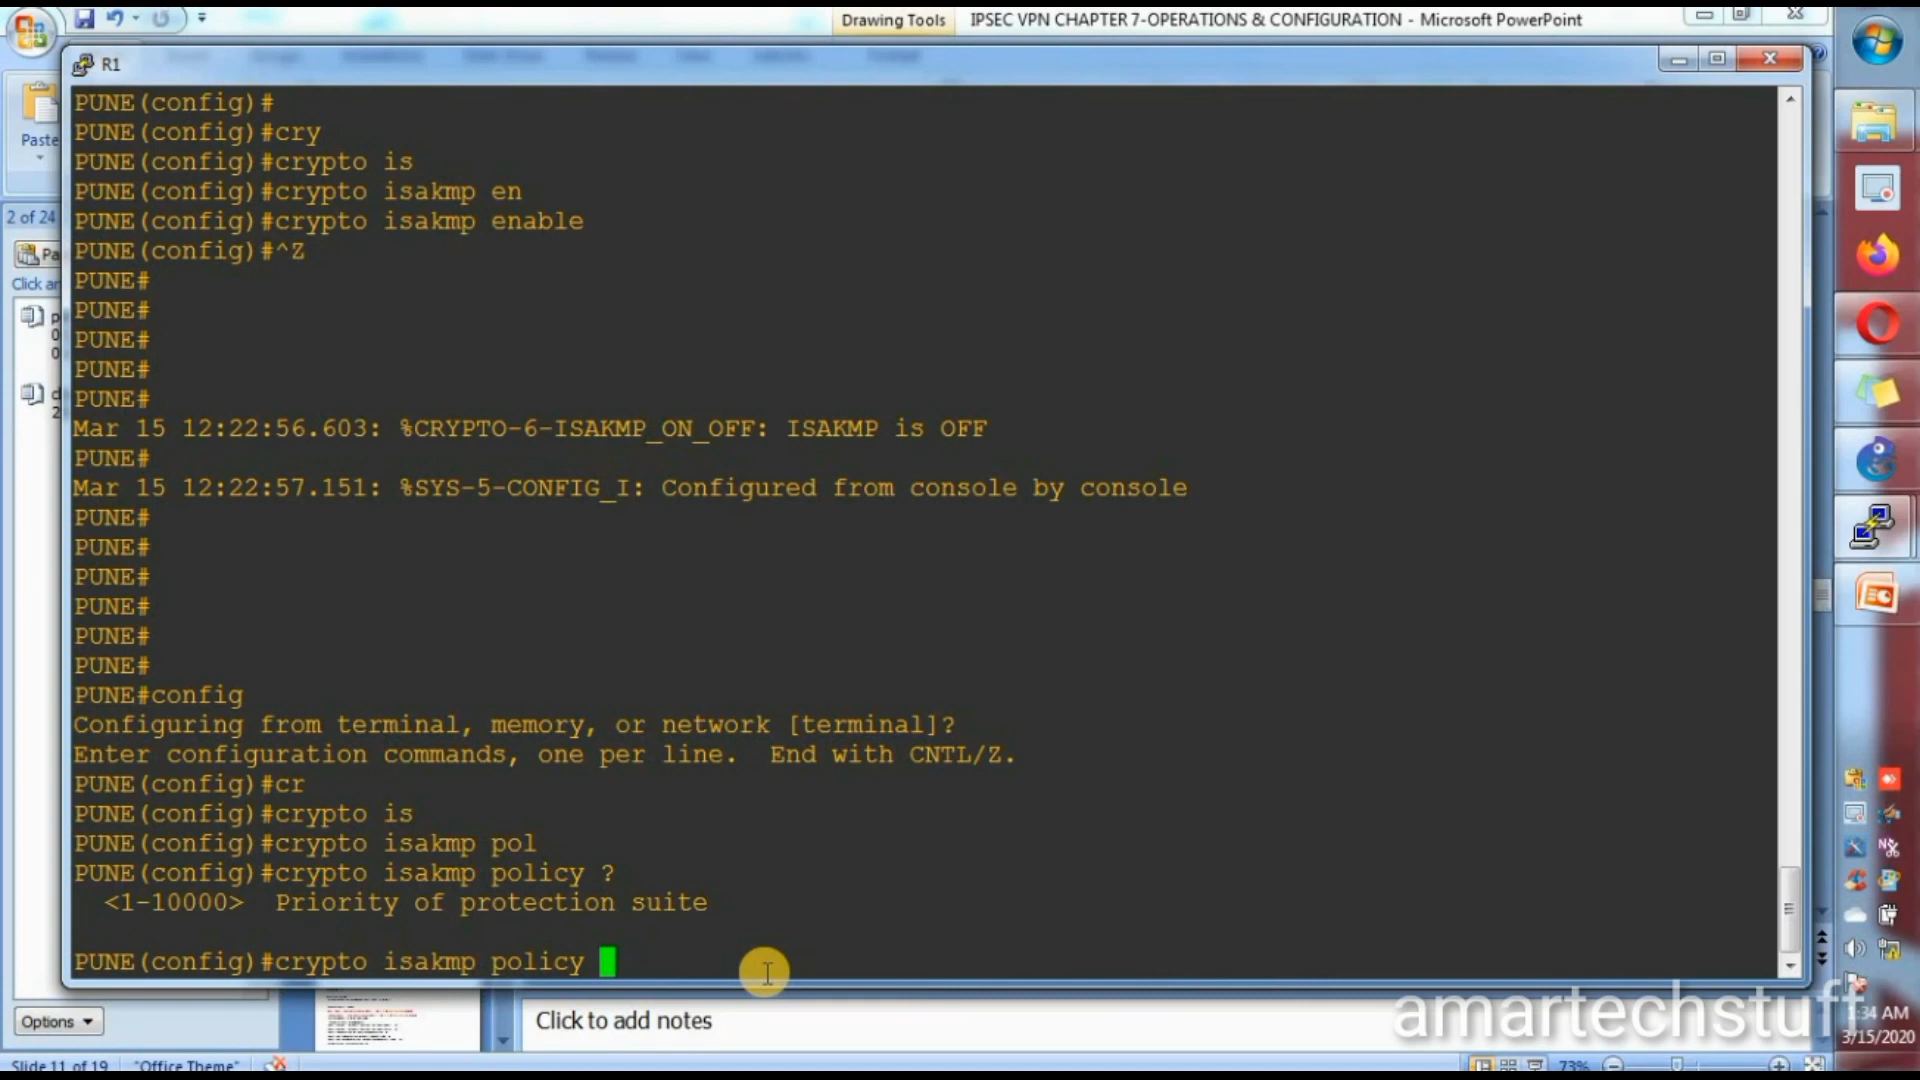 Drawing Tools
IPSEC VPN CHAPTER 7-OPERATIONS & CONFIGURATION - Microsoft PowerPoint
R1
Paste
2 of 24
Pa
Click ar
PUNE(config)#
PUNE(config)#cry
PUNE(config)#crypto is
PUNE(config)#crypto isakmp en
PUNE(config)#crypto isakmp enable
PUNE(config)#^Z
PUNE#
PUNE#
PUNE#
PUNE#
PUNE#
Mar 15 12:22:56.603: %CRYPTO-6-ISAKMP_ON_OFF: ISAKMP is OFF
PUNE#
Mar 15 12:22:57.151: %SYS-5-CONFIG_I: Configured from console by console
PUNE#
PUNE#
PUNE#
PUNE#
PUNE#
PUNE#
PUNE#config
Configuring from terminal, memory, or network [terminal]?
Enter configuration commands, one per line.  End with CNTL/Z.
PUNE(config)#cr
PUNE(config)#crypto is
PUNE(config)#crypto isakmp pol
PUNE(config)#crypto isakmp policy ?
  <1-10000>  Priority of protection suite
PUNE(config)#crypto isakmp policy
Options
Click to add notes
amartechstuff
:34 AM
3/15/2020
Slide 11 of 19
"Office Theme"
73%